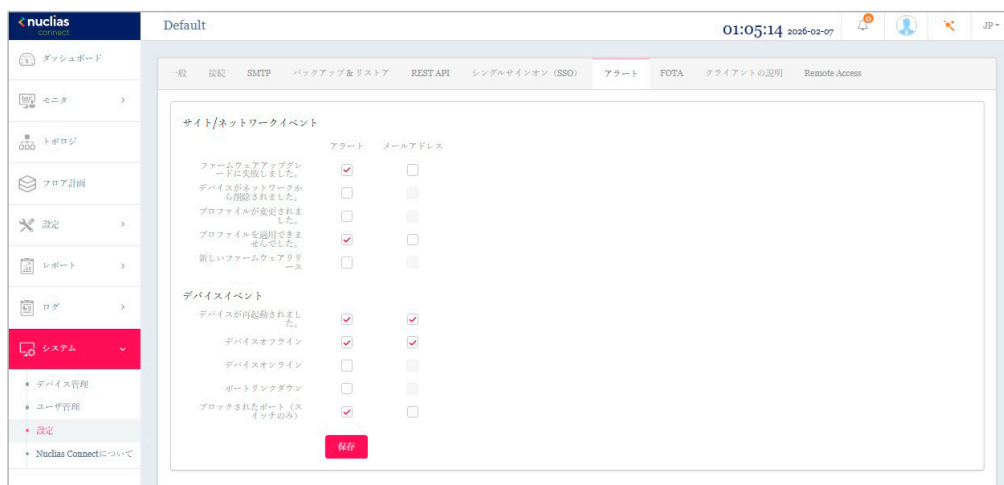 nuclias
connect
Default
01:05:14 2026-02-07
JP
ダッシュボード
モニタ
トポロジ
フロア計画
設定
レポート
ログ
システム
デバイス管理
ユーザ管理
設定
Nuclias Connectについて
一般 接続 SMTP バックアップ&リストア REST API シングルサインオン（SSO） アラート FOTA クライアントの説明 Remote Access
サイト/ネットワークイベント
アラート メールアドレス
ファームウェアアップグレ
ードに失敗しました。
デバイスがネットワークか
ら削除されました。
プロファイルが変更されま
した。
プロファイルを適用できま
せんでした。
新しいファームウェアリリ
ース
デバイスイベント
デバイスが再起動されまし
た。
デバイスオフライン
デバイスオンライン
ポートリンクダウン
ブロックされたポート（ス
イッチのみ）
保存